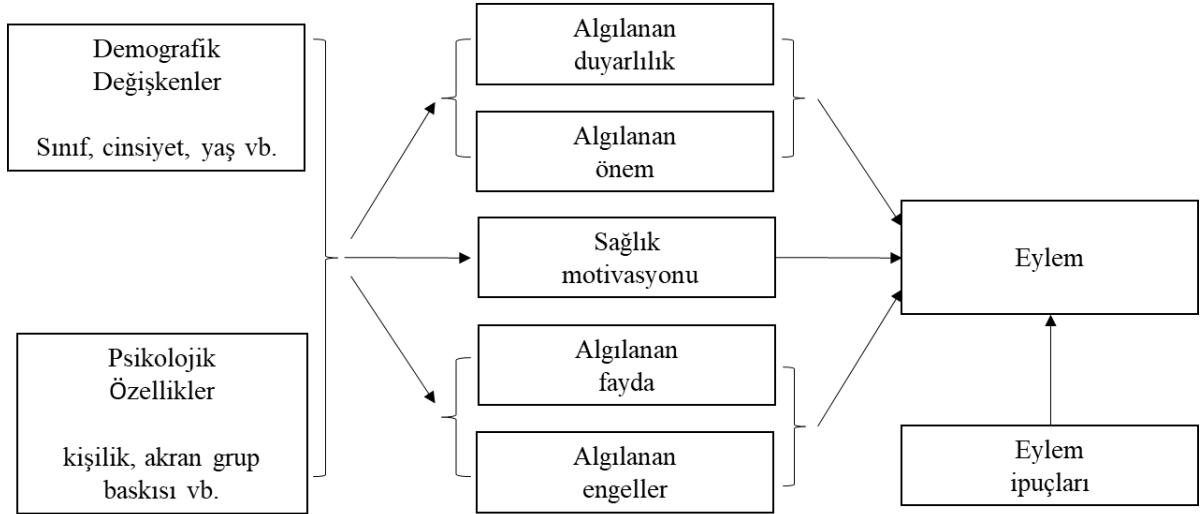 Demografik
Değişkenler
Sınıf, cinsiyet, yaş vb.
Psikolojik
Özellikler
kişilik, akran grup
baskısı vb.
Algılanan
duyarlılık
Algılanan
önem
Sağlık
motivasyonu
Algılanan
fayda
Algılanan
engeller
Eylem
Eylem
ipuçları